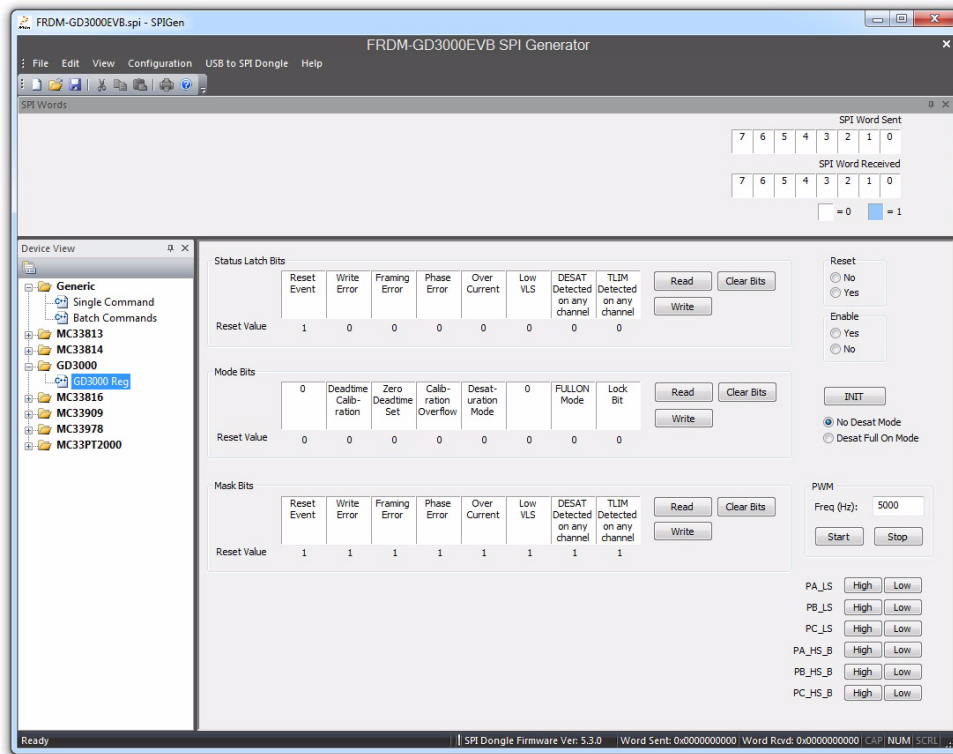 FRDM-GD3000EVB.spi - SPIGen
FRDM-GD3000EVB SPI Generator
File Edit View Configuration USB to SPI Dongle Help
SPI Words
SPI Word Sent
7 6 5 4 3 2 1 0
SPI Word Received
7 6 5 4 3 2 1 0
= 0 = 1
Device View
Generic
Single Command
Batch Commands
MC33813
MC33814
GD3000
GD3000 Reg
MC33816
MC33909
MC33978
MC33PT2000
Status Latch Bits
Reset Event Write Error Framing Error Phase Error Over Current Low VLS DESAT Detected on any channel TLIM Detected on any channel
Read Clear Bits
Write
Reset Value 1 0 0 0 0 0 0 0
Mode Bits
0 Deadtime Calib-ration Zero Deadtime Set Calib-ration Overflow Desat-uration Mode 0 FULLON Mode Lock Bit
Read Clear Bits
Write
Reset Value 0 0 0 0 0 0 0 0
Mask Bits
Reset Event Write Error Framing Error Phase Error Over Current Low VLS DESAT Detected on any channel TLIM Detected on any channel
Read Clear Bits
Write
Reset Value 1 1 1 1 1 1 1 1
Reset
No
Yes
Enable
Yes
No
INIT
No Desat Mode
Desat Full On Mode
PWM
Freq (Hz): 5000
Start Stop
PA_LS High Low
PB_LS High Low
PC_LS High Low
PA_HS_B High Low
PB_HS_B High Low
PC_HS_B High Low
Ready
SPI Dongle Firmware Ver: 5.3.0 Word Sent: 0x0000000000 Word Rcvd: 0x0000000000 CAP NUM SCRL